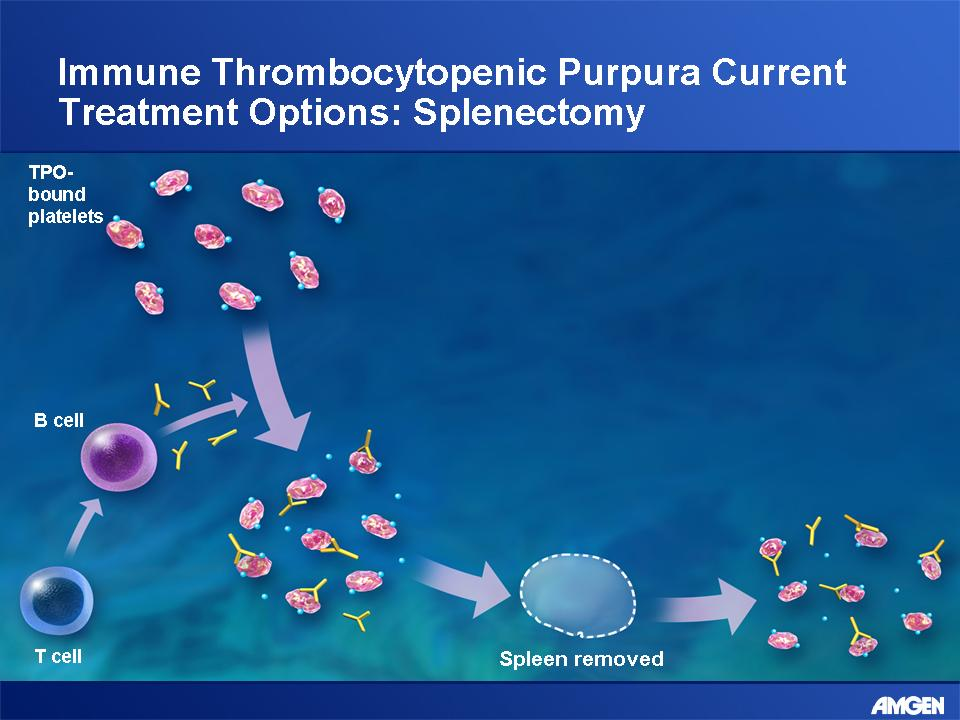 Immune Thrombocytopenic Purpura Current
Treatment Options: Splenectomy
TPO-
bound
platelets
B cell
T cell
Spleen removed
AMGEN